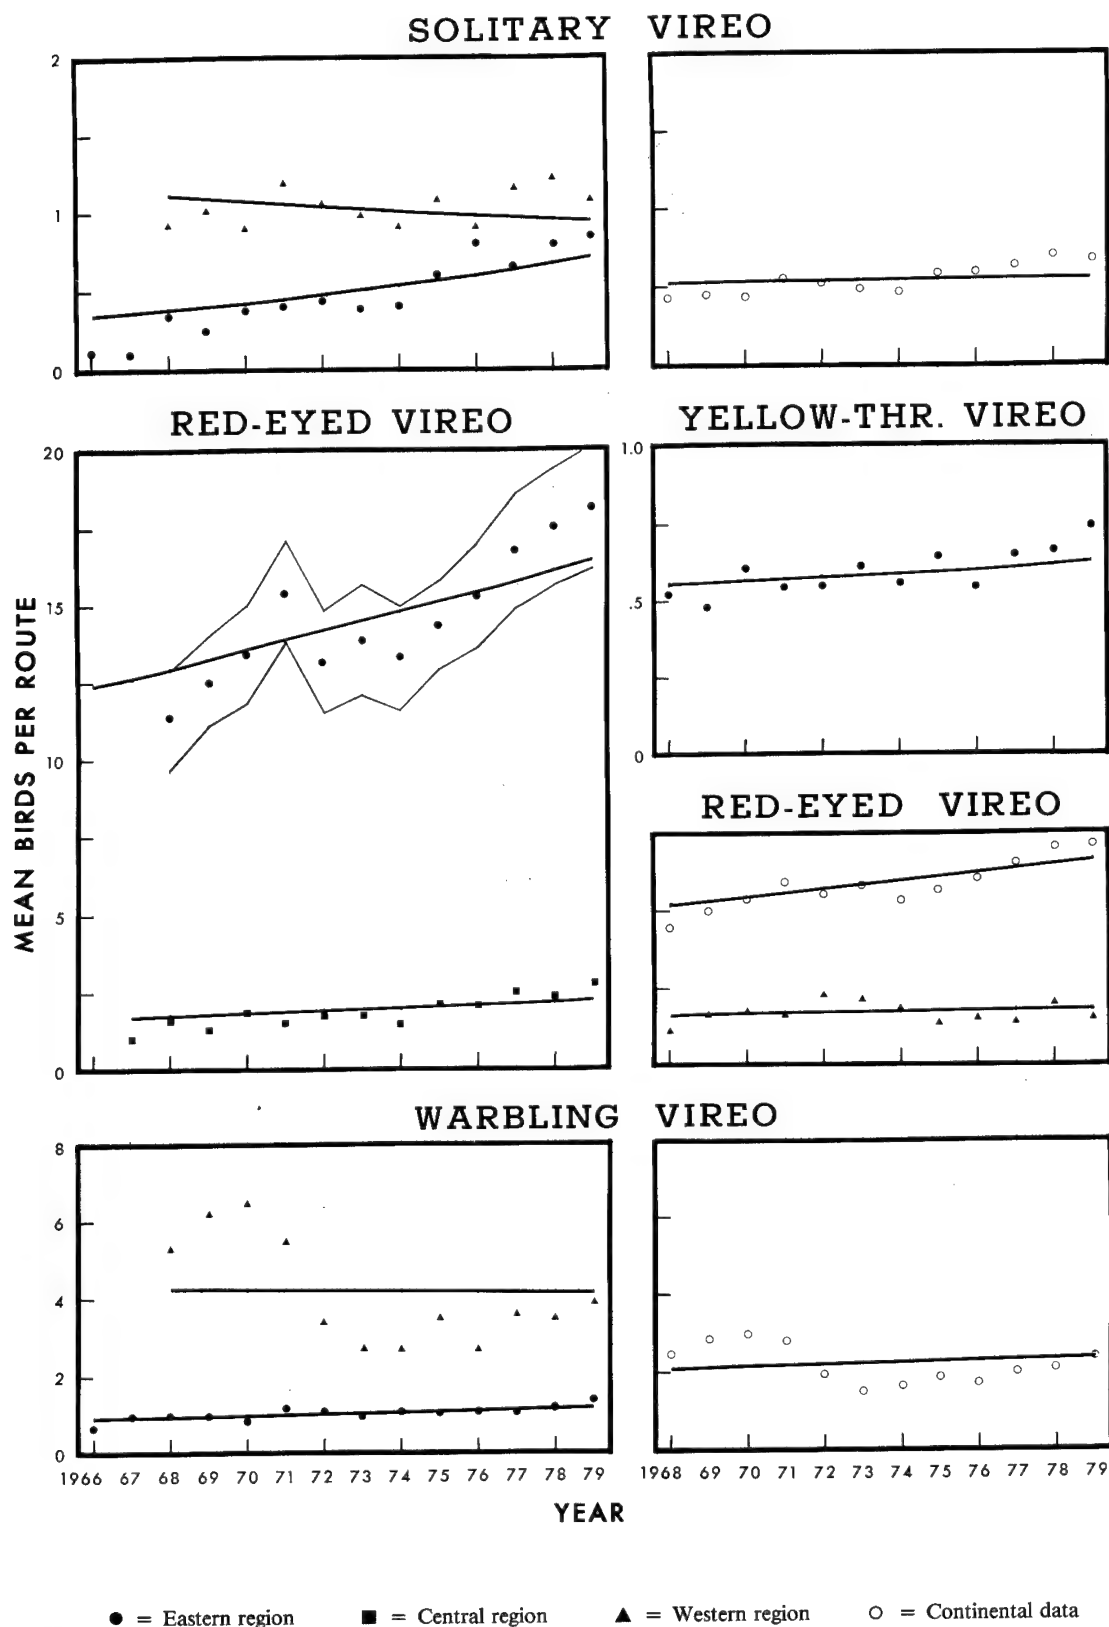 SOLITARY VIREO
2
1
0
RED-EYED VIREO
YELLOW-THR. VIREO
20
15
10
5
0
1.0
.5
0
MEAN BIRDS PER ROUTE
RED-EYED VIREO
WARBLING VIREO
8
6
4
2
0
1966 67 68 69 70 71 72 73 74 75 76 77 78 79
1968 69 70 71 72 73 74 75 76 77 78 79
YEAR
● = Eastern region ■ = Central region ▲ = Western region ○ = Continental data